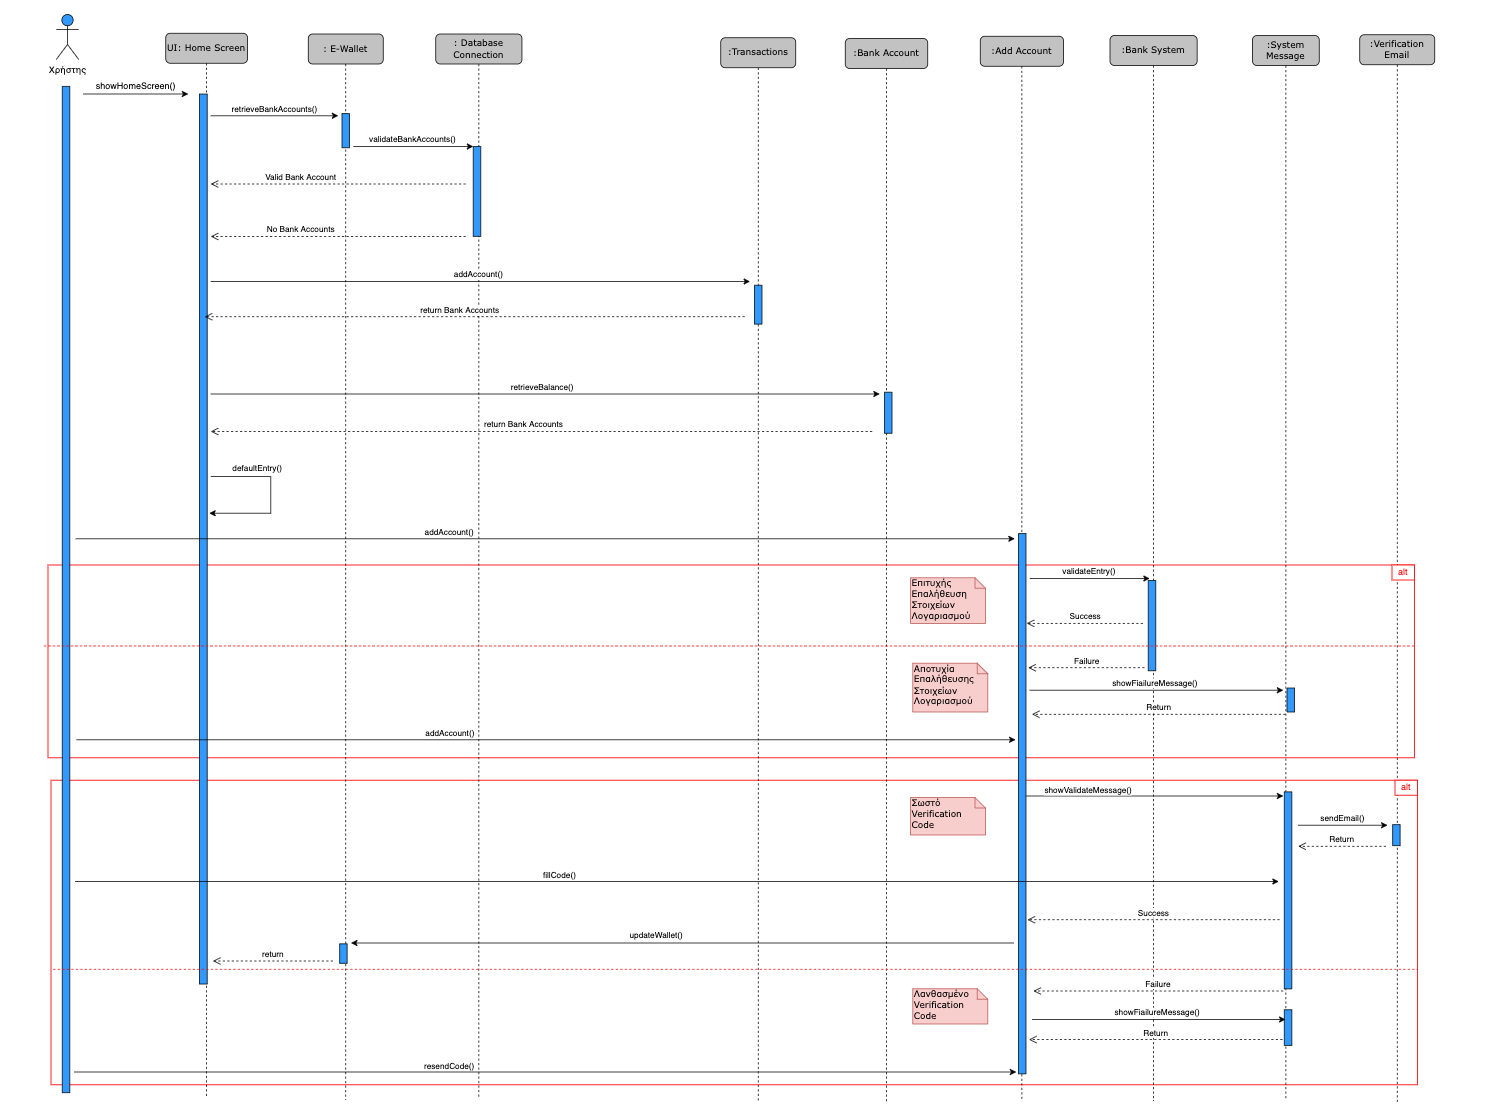 Χρήστης
UI: Home Screen
: E-Wallet
: Database
Connection
:Transactions
:Bank Account
:Add Account
:Bank System
:System
Message
:Verification
Email
showHomeScreen()
retrieveBankAccounts()
validateBankAccounts()
Valid Bank Account
No Bank Accounts
addAccount()
return Bank Accounts
retrieveBalance()
return Bank Accounts
defaultEntry()
addAccount()
alt
validateEntry()
Επιτυχής
Επαλήθευση
Στοιχείων
Λογαριασμού
Success
Failure
Αποτυχία
Επαλήθευσης
Στοιχείων
Λογαριασμού
showFiailureMessage()
Return
addAccount()
alt
showValidateMessage()
Σωστό
Verification
Code
sendEmail()
Return
fillCode()
Success
updateWallet()
return
Failure
Λανθασμένο
Verification
Code
showFiailureMessage()
Return
resendCode()